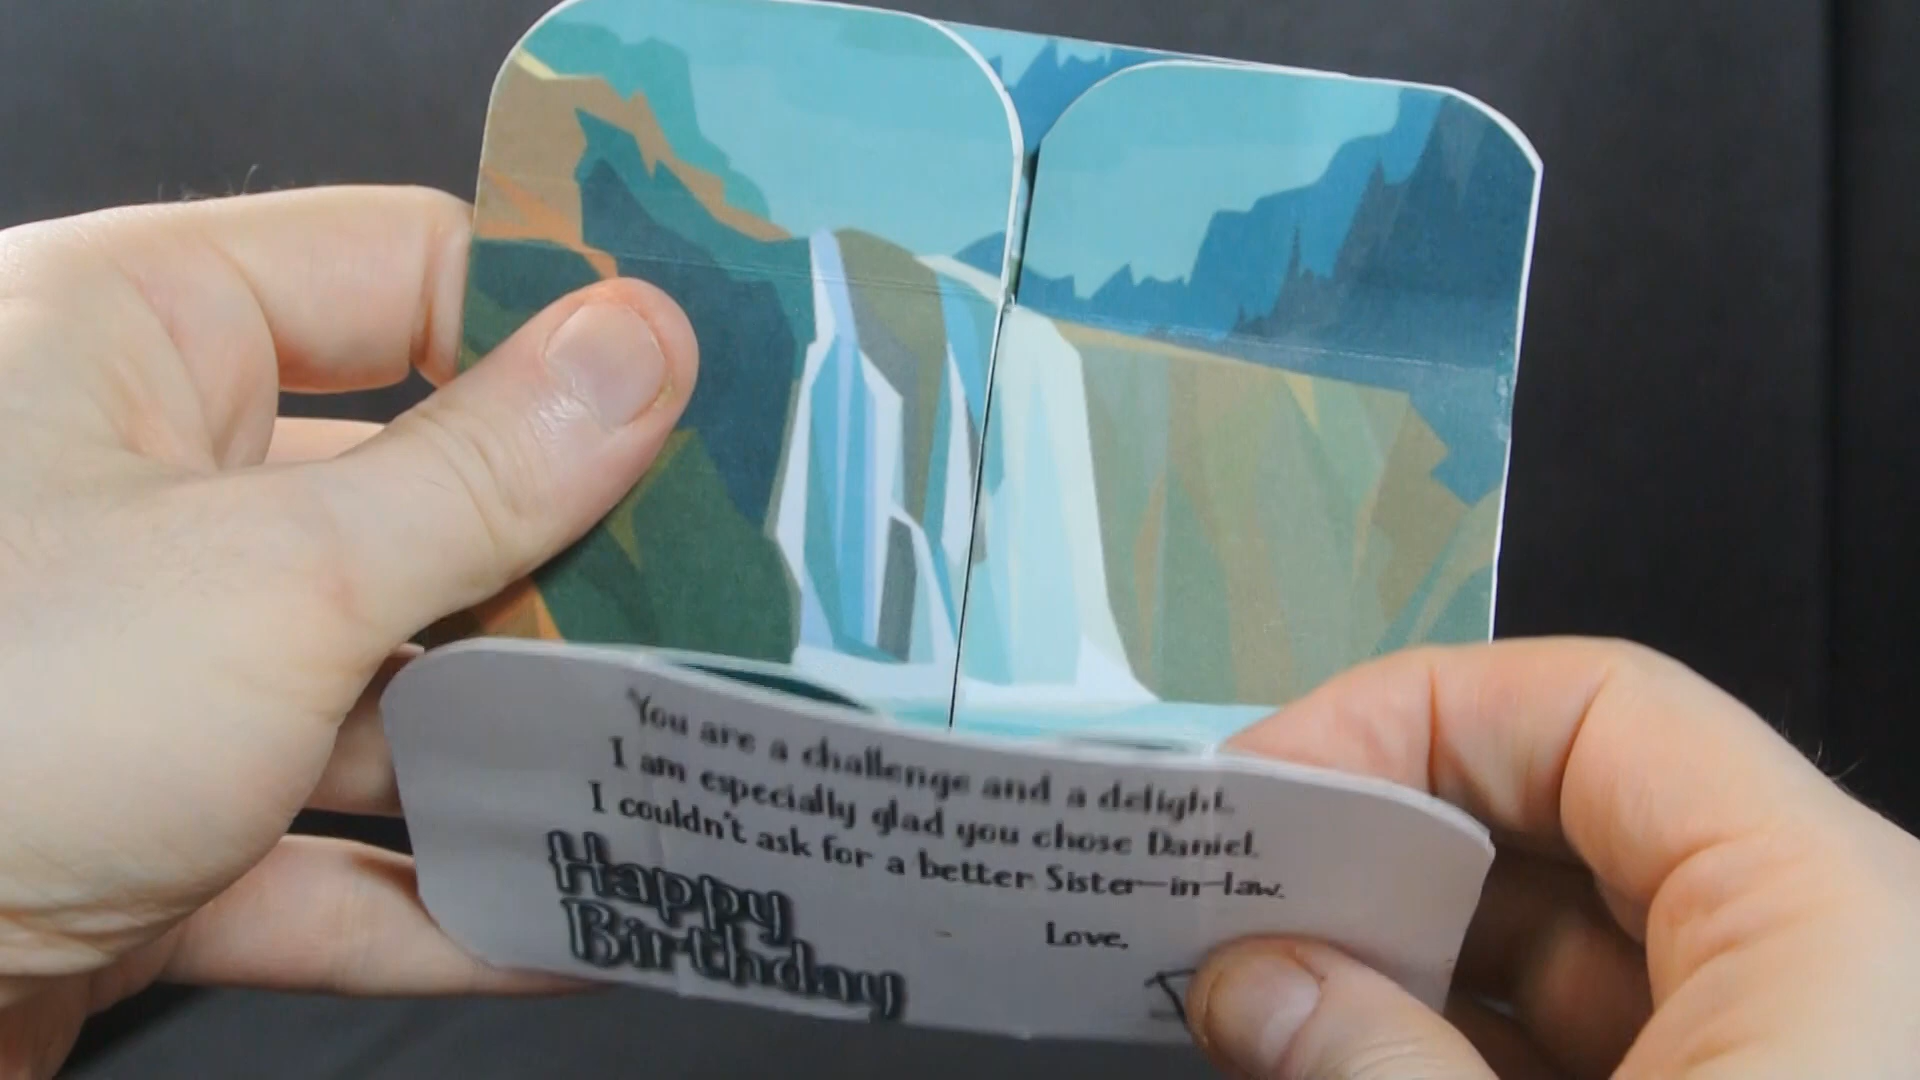 You are a challenge and a delight.
I am especially glad you chose Daniel.
I couldn't ask for a better Sister-in-law.
Happy
Birthday
Love,